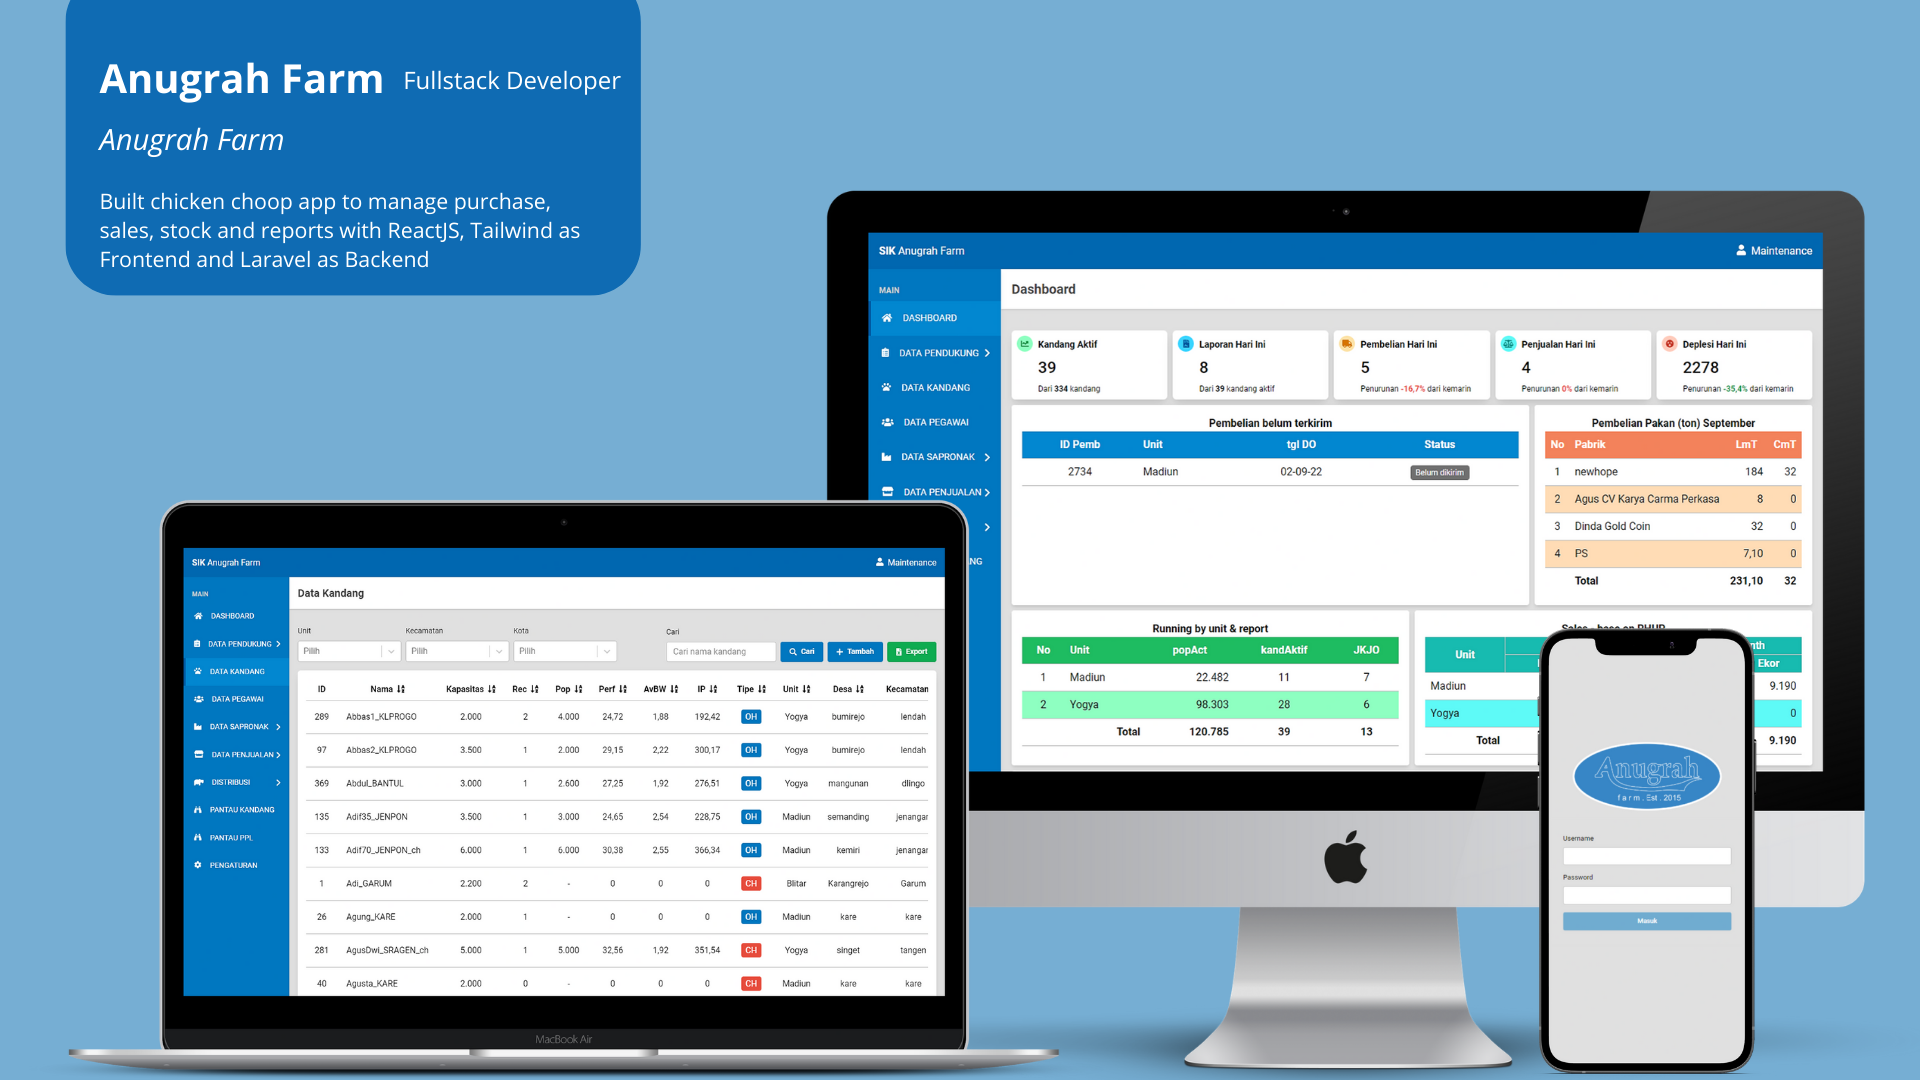 Anugrah Farm Fullstack Developer
Anugrah Farm
Built chicken choop app to manage purchase,
sales, stock and reports with ReactJS, Tailwind as
Frontend and Laravel as Backend
SIK Anugrah Farm Maintenance
MAIN
DASHBOARD
DATA PENDUKUNG
DATA KANDANG
DATA PEGAWAI
DATA SAPRONAK
DATA PENJUALAN
NG
Dashboard
Kandang Aktif
39
Dari 334 kandang
Laporan Hari Ini
8
Dari 39 kandang aktif
Pembelian Hari Ini
5
Penurunan -16,7% dari kemarin
Penjualan Hari Ini
4
Penurunan 0% dari kemarin
Deplesi Hari Ini
2278
Penurunan -35,4% dari kemarin
Pembelian belum terkirim
ID Pemb Unit tgl DO Status
2734 Madiun 02-09-22 Belum dikirim
Pembelian Pakan (ton) September
No Pabrik LmT CmT
1 newhope 184 32
2 Agus CV Karya Carma Perkasa 8 0
3 Dinda Gold Coin 32 0
4 PS 7,10 0
Total 231,10 32
Running by unit & report
No Unit popAct kandAktif JKJO
1 Madiun 22.482 11 7
2 Yogya 98.303 28 6
Total 120.785 39 13
Unit nth
Ekor
Madiun 9.190
Yogya 0
Total 9.190
SIK Anugrah Farm Maintenance
MAIN
DASHBOARD
DATA PENDUKUNG
DATA KANDANG
DATA PEGAWAI
DATA SAPRONAK
DATA PENJUALAN
DISTRIBUSI
PANTAU KANDANG
PANTAU PPL
PENGATURAN
Data Kandang
Unit Kecamatan Kota Cari
Pilih Pilih Pilih Cari nama kandang Cari + Tambah Export
ID Nama Kapasitas Rec Pop Perf AvBW IP Tipe Unit Desa Kecamatan
289 Abbas1_KLPROGO 2.000 2 4.000 24,72 1,88 192,42 OH Yogya bumirejo lendah
97 Abbas2_KLPROGO 3.500 1 2.000 29,15 2,22 300,17 OH Yogya bumirejo lendah
369 Abdul_BANTUL 3.000 1 2.600 27,25 1,92 276,51 OH Yogya mangunan dlingo
135 Adif35_JENPON 3.500 1 3.000 24,65 2,54 228,75 OH Madiun semanding jenangar
133 Adif70_JENPON_ch 6.000 1 6.000 30,38 2,55 366,34 OH Madiun kemiri jenangar
1 Adi_GARUM 2.200 2 - 0 0 0 CH Blitar Karangrejo Garum
26 Agung_KARE 2.000 1 - 0 0 0 OH Madiun kare kare
281 AgusDwi_SRAGEN_ch 5.000 1 5.000 32,56 1,92 351,54 CH Yogya singet tangen
40 Agusta_KARE 2.000 0 - 0 0 0 CH Madiun kare kare
MacBook Air
Anugrah
farm . Est . 2015
Username
Password
Masuk